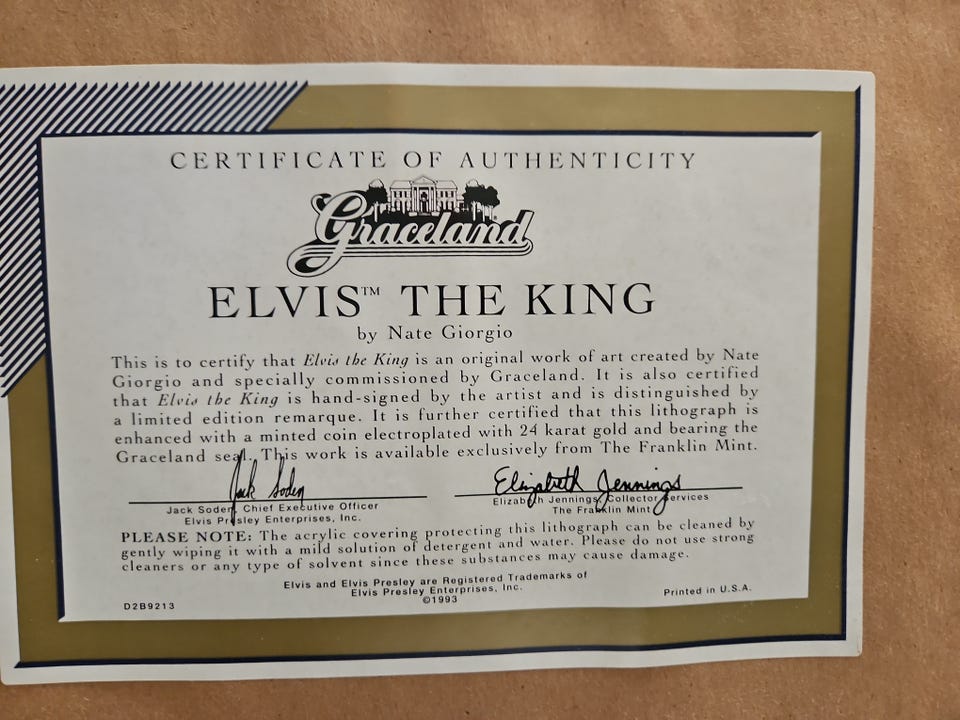 CERTIFICATE OF AUTHENTICITY
Graceland
ELVIS™ THE KING
by Nate Giorgio
This is to certify that Elvis the King is an original work of art created by Nate
Giorgio and specially commissioned by Graceland. It is also certified
that Elvis the King is hand-signed by the artist and is distinguished by
a limited edition remarque. It is further certified that this lithograph is
enhanced with a minted coin electroplated with 24 karat gold and bearing the
Graceland seal. This work is available exclusively from The Franklin Mint.
Jack Soden
Jack Soden, Chief Executive Officer
Elvis Presley Enterprises, Inc.
Elizabeth Jennings
Elizabeth Jennings, Collector Services
The Franklin Mint
PLEASE NOTE: The acrylic covering protecting this lithograph can be cleaned by
gently wiping it with a mild solution of detergent and water. Please do not use strong
cleaners or any type of solvent since these substances may cause damage.
Elvis and Elvis Presley are Registered Trademarks of
Elvis Presley Enterprises, Inc.
©1993
D2B9213
Printed in U.S.A.